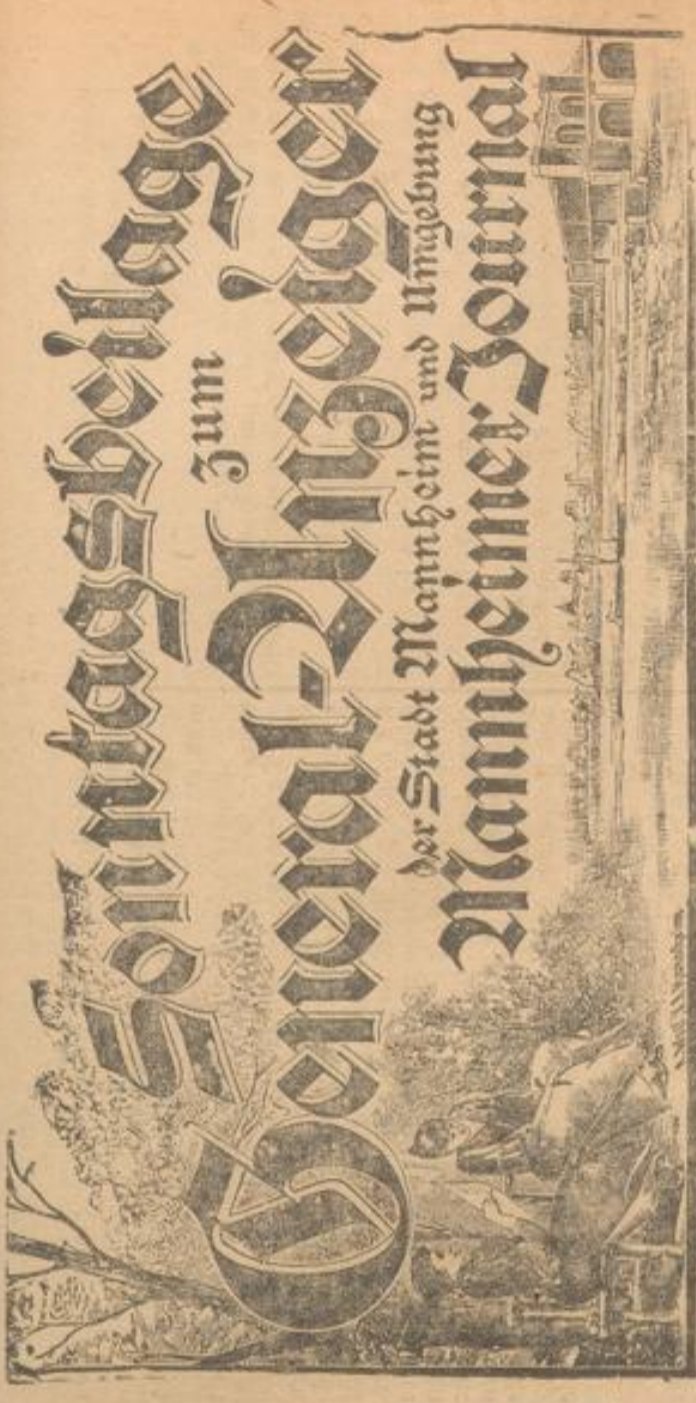 Sonntagsbeilage
zum
General-Anzeiger.
der Stadt Mannheim und Umgebung
Mannheimer Journal